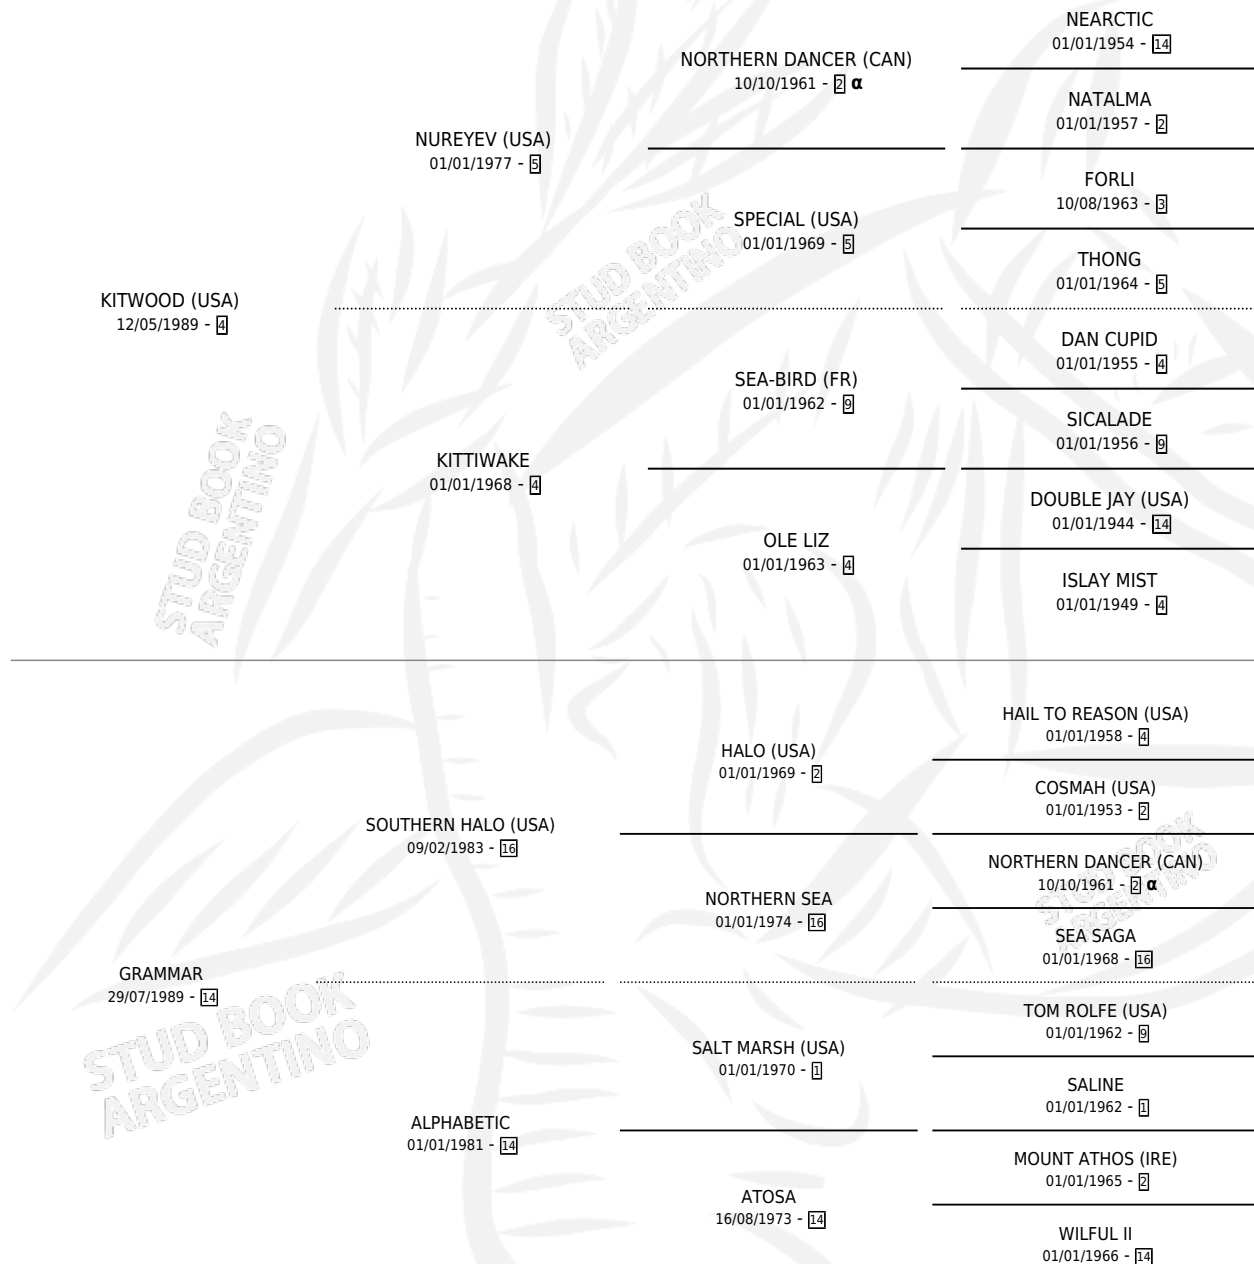 NEARCTIC
01/01/1954 - 14
NORTHERN DANCER (CAN)
10/10/1961 - 2 α
NATALMA
01/01/1957 - 2
NUREYEV (USA)
01/01/1977 - 5
FORLI
10/08/1963 - 3
SPECIAL (USA)
01/01/1969 - 5
THONG
01/01/1964 - 5
KITWOOD (USA)
12/05/1989 - 4
DAN CUPID
01/01/1955 - 4
SEA-BIRD (FR)
01/01/1962 - 9
SICALADE
01/01/1956 - 9
KITTIWAKE
01/01/1968 - 4
DOUBLE JAY (USA)
01/01/1944 - 14
OLE LIZ
01/01/1963 - 4
ISLAY MIST
01/01/1949 - 4
STUD BOOK
ARGENTINO
STUD BOOK
ARGENTINO
HAIL TO REASON (USA)
01/01/1958 - 4
HALO (USA)
01/01/1969 - 2
COSMAH (USA)
01/01/1953 - 2
SOUTHERN HALO (USA)
09/02/1983 - 16
NORTHERN DANCER (CAN)
10/10/1961 - 2 α
NORTHERN SEA
01/01/1974 - 16
SEA SAGA
01/01/1968 - 16
GRAMMAR
29/07/1989 - 14
TOM ROLFE (USA)
01/01/1962 - 9
SALT MARSH (USA)
01/01/1970 - 1
SALINE
01/01/1962 - 1
ALPHABETIC
01/01/1981 - 14
MOUNT ATHOS (IRE)
01/01/1965 - 2
ATOSA
16/08/1973 - 14
WILFUL II
01/01/1966 - 14
STUD BOOK
ARGENTINO
STUD BOOK
ARGENTINO